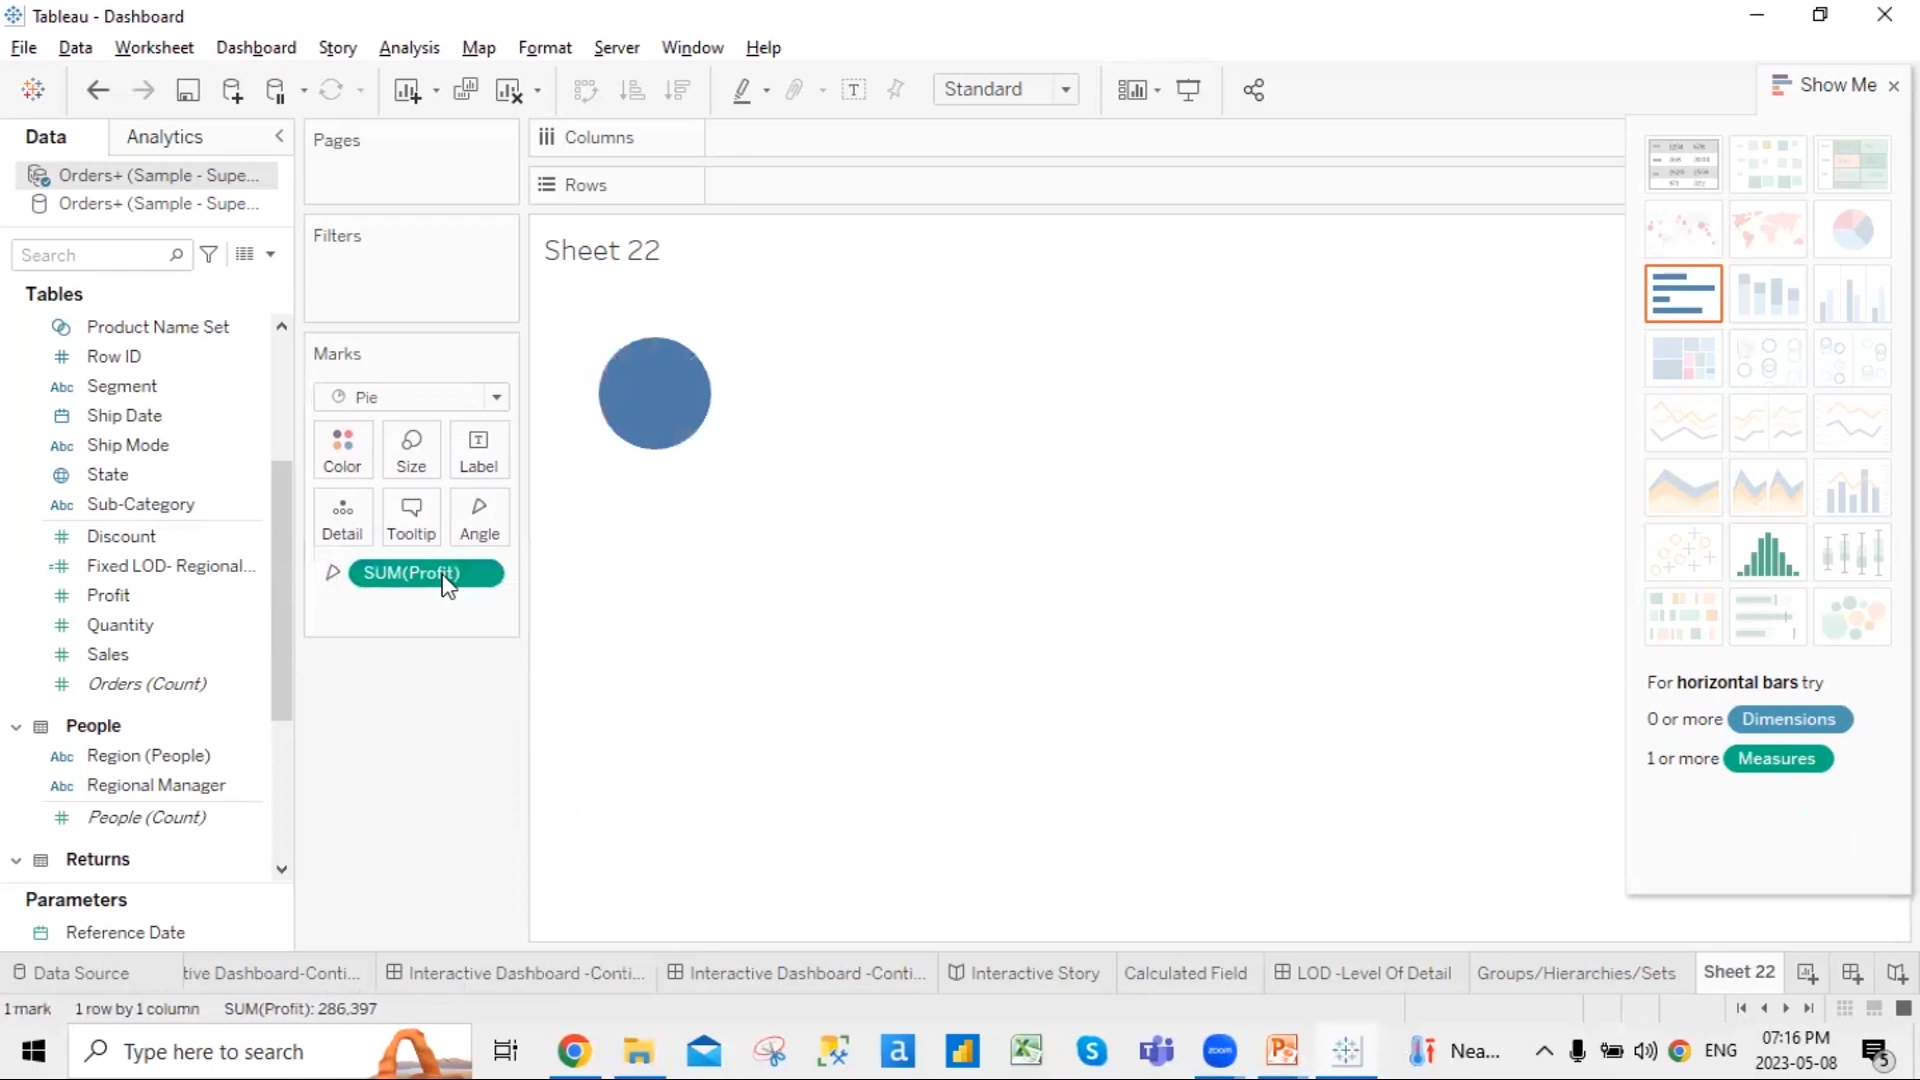 Tableau - Dashboard
File Data Worksheet Dashboard Story Analysis Map Format Server Window Help
Standard
Show Me
Data Analytics
Orders+ (Sample - Supe...
Orders+ (Sample - Supe...
Search
Tables
Product Name Set
# Row ID
Abc Segment
Ship Date
Abc Ship Mode
State
Abc Sub-Category
# Discount
=# Fixed LOD- Regional...
# Profit
# Quantity
# Sales
# Orders (Count)
People
Abc Region (People)
Abc Regional Manager
# People (Count)
Returns
Parameters
Reference Date
Pages
Filters
Marks
Pie
Color Size Label
Detail Tooltip Angle
SUM(Profit)
Columns
Rows
Sheet 22
For horizontal bars try
0 or more Dimensions
1 or more Measures
Data Source tive Dashboard-Conti... Interactive Dashboard -Conti... Interactive Dashboard -Conti... Interactive Story Calculated Field LOD -Level Of Detail Groups/Hierarchies/Sets Sheet 22
1 mark 1 row by 1 column SUM(Profit): 286,397
Type here to search
zoom
Nea... ENG
07:16 PM
2023-05-08
5